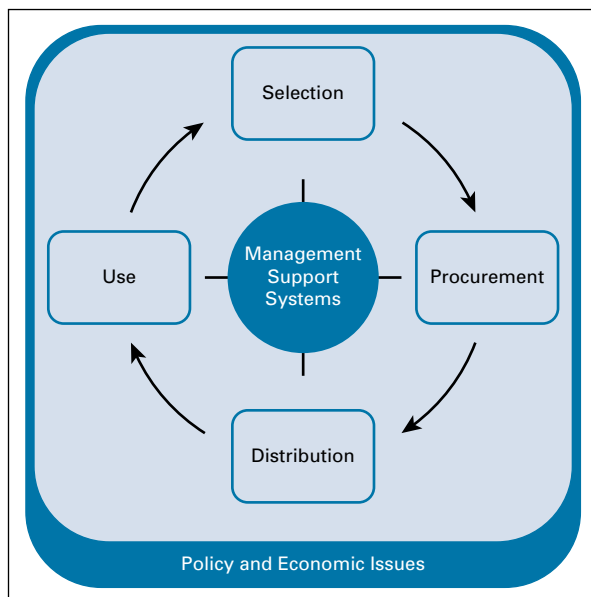 Selection
Use
Management
Support
Systems
Procurement
Distribution
Policy and Economic Issues